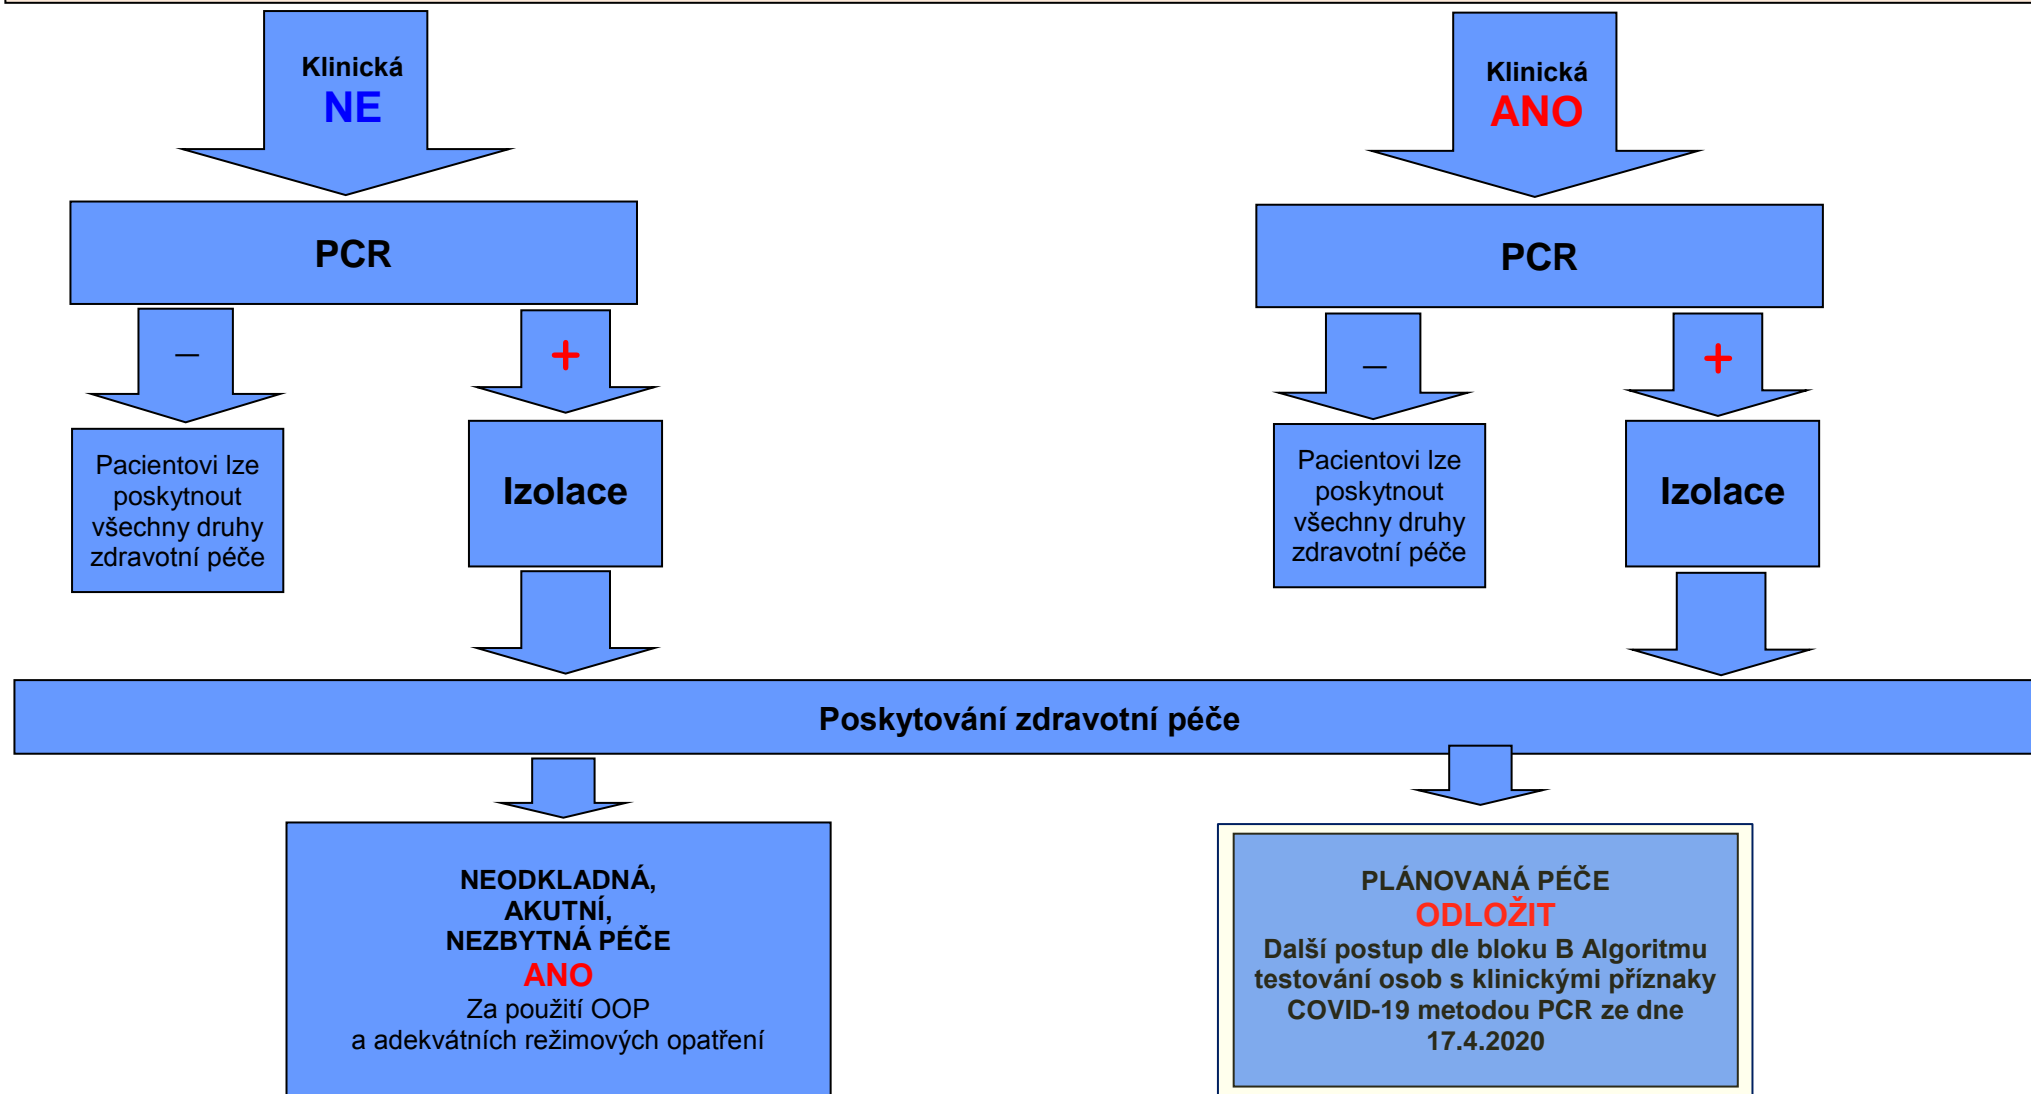 Klinická
NE
Klinická
ANO
PCR
PCR
–
+
–
+
Pacientovi lze
poskytnout
všechny druhy
zdravotní péče
Izolace
Pacientovi lze
poskytnout
všechny druhy
zdravotní péče
Izolace
Poskytování zdravotní péče
NEODKLADNÁ,
AKUTNÍ,
NEZBYTNÁ PÉČE
ANO
Za použití OOP
a adekvátních režimových opatření
PLÁNOVANÁ PÉČE
ODLOŽIT
Další postup dle bloku B Algoritmu
testování osob s klinickými příznaky
COVID-19 metodou PCR ze dne
17.4.2020